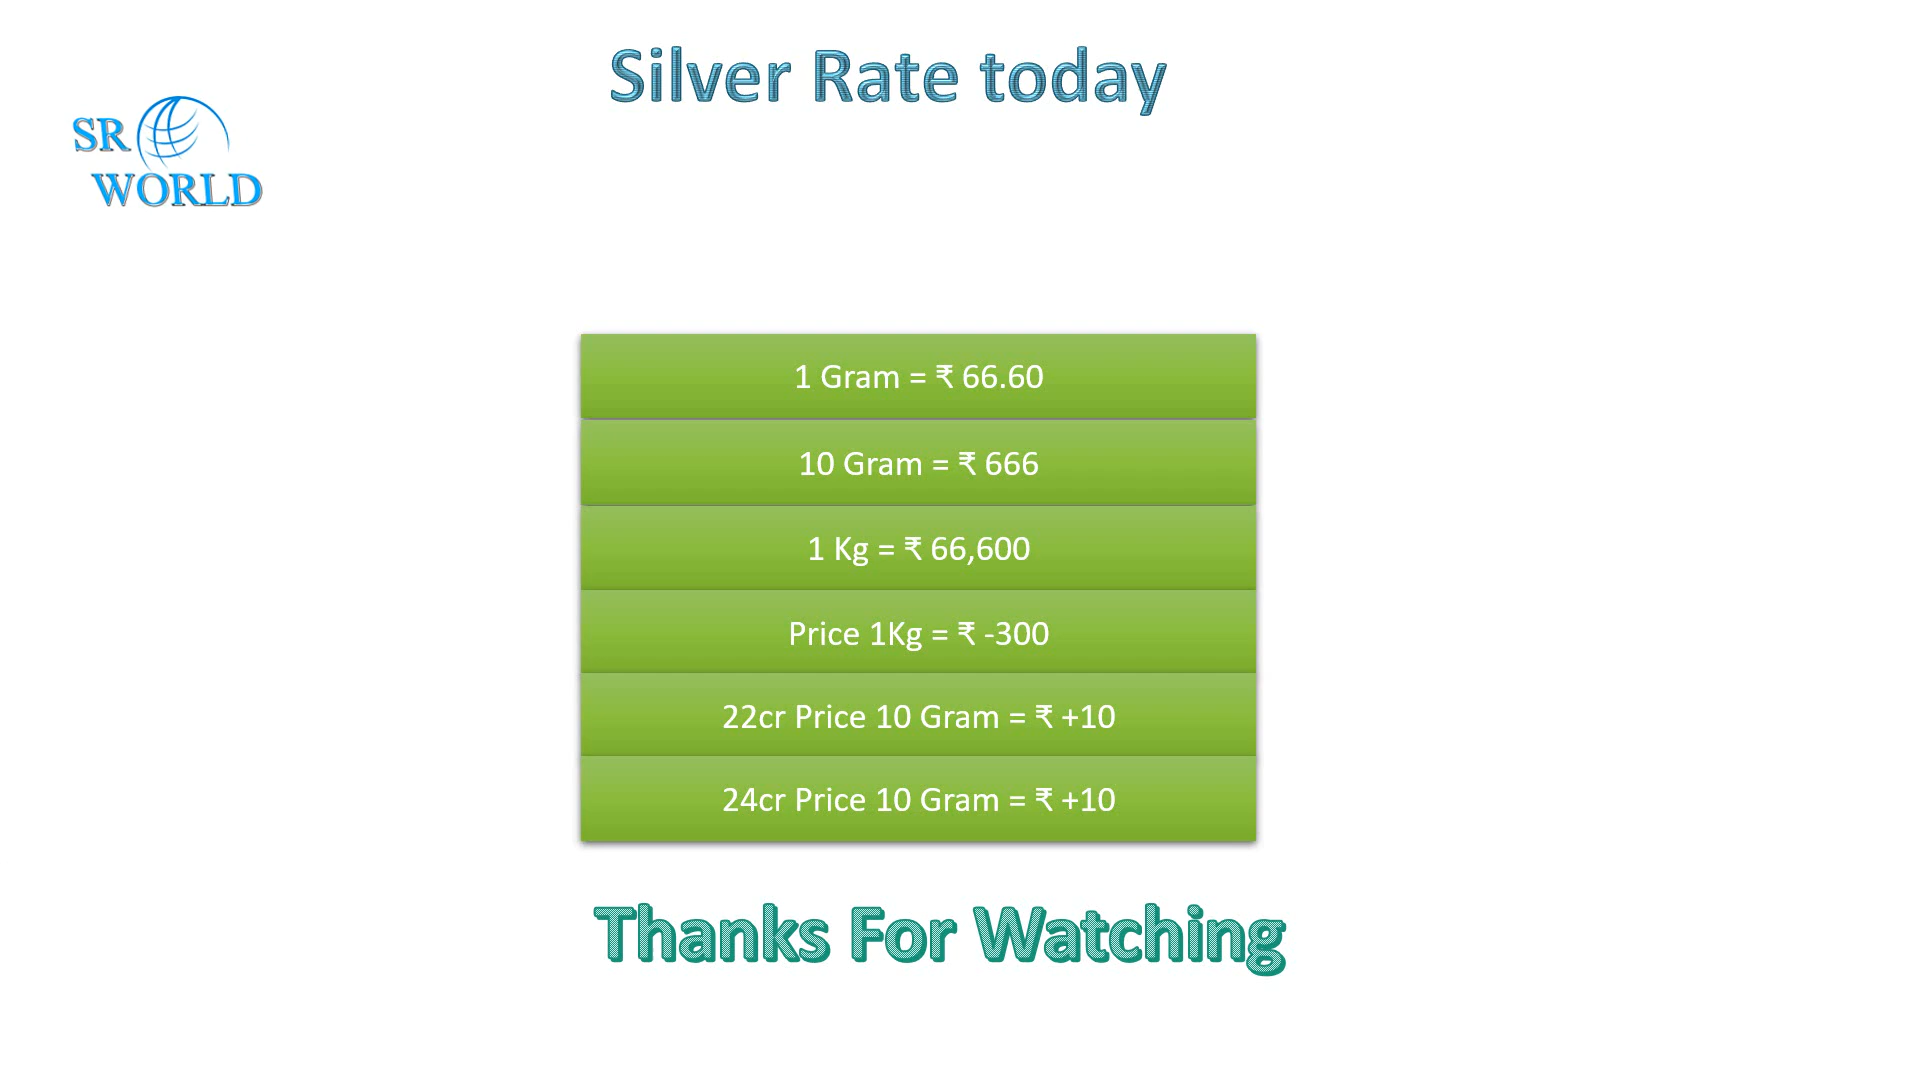 Silver Rate today
SR
WORLD
1 Gram = ₹ 66.60
10 Gram = ₹ 666
1 Kg = ₹ 66,600
Price 1Kg = ₹ -300
22cr Price 10 Gram = ₹ +10
24cr Price 10 Gram = ₹ +10
Thanks For Watching